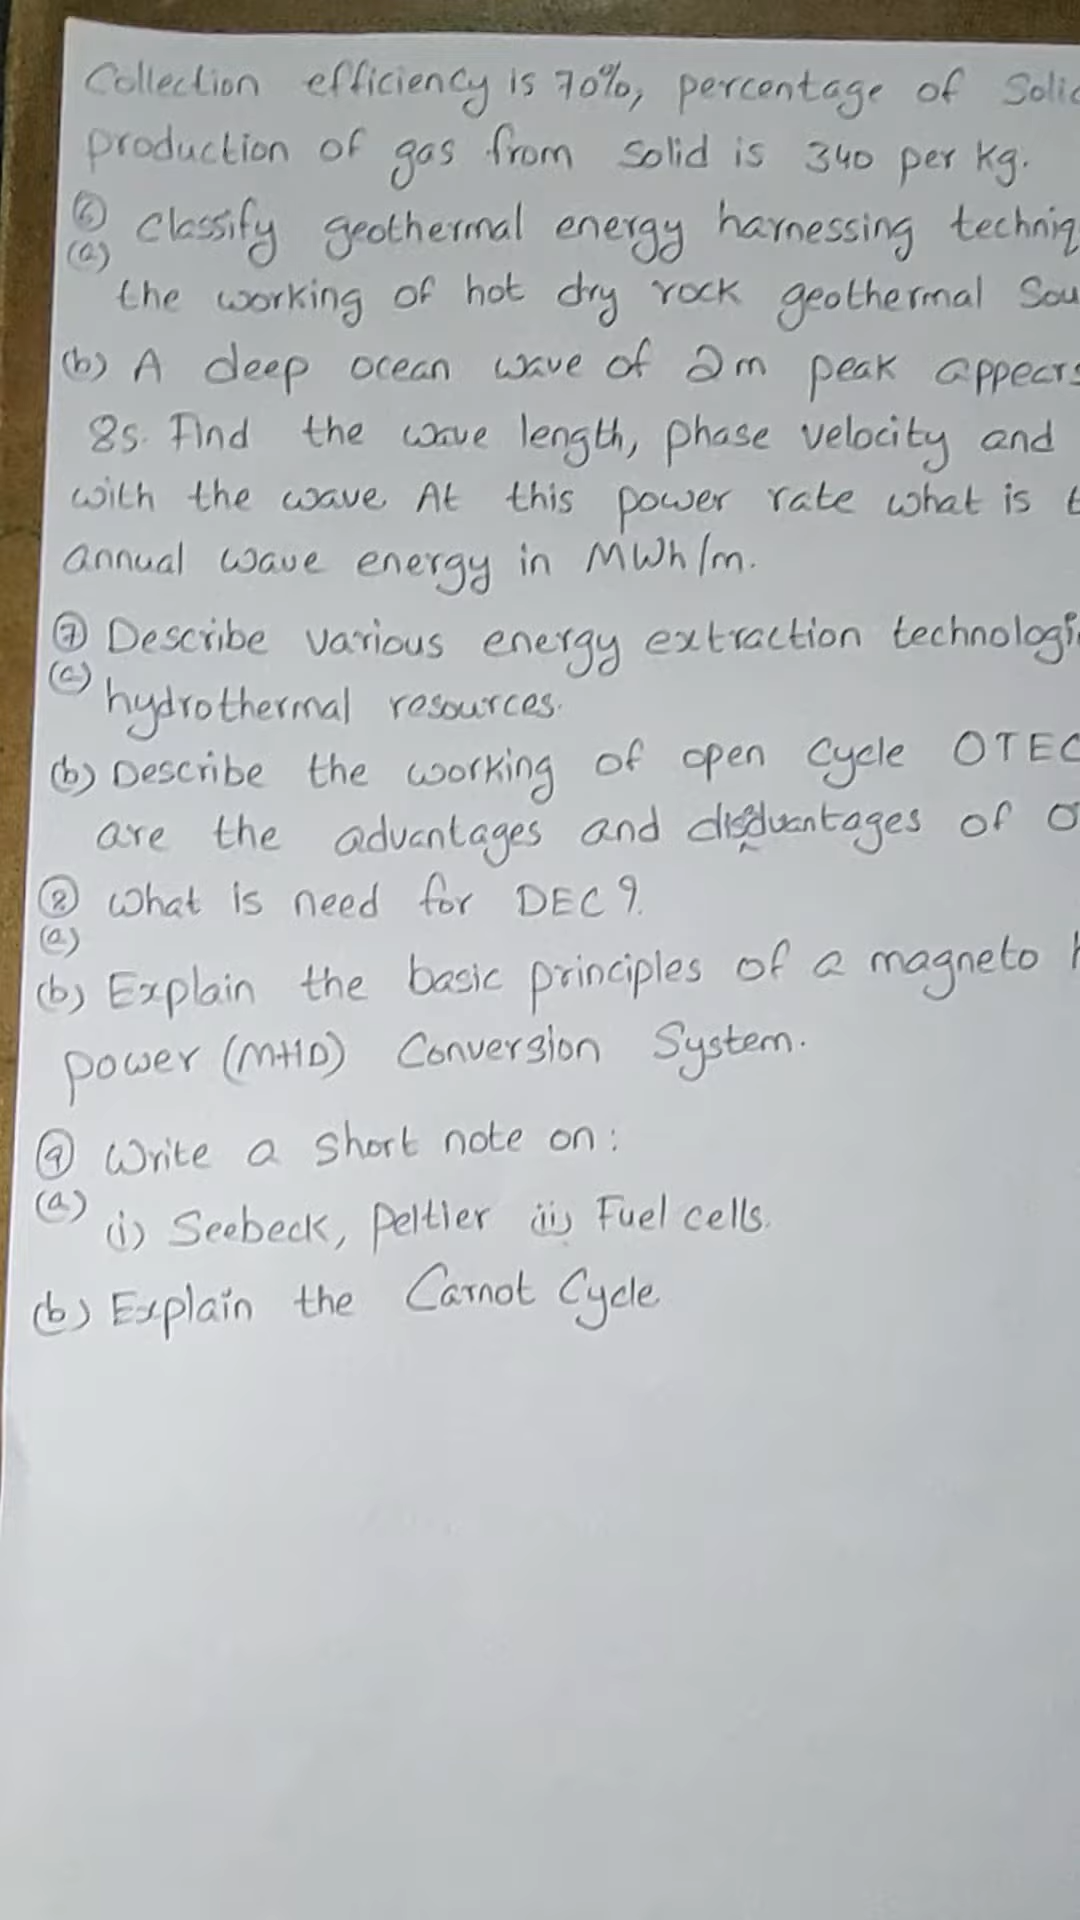 Collection efficiency is 70%, percentage of Solid
production of gas from solid is 340 per kg.
⑥ Classify geothermal energy harnessing techniq
(a)
the working of hot dry rock geothermal Sou
(b) A deep ocean wave of 2m peak appears
8s. Find the wave length, phase velocity and
with the wave. At this power rate what is t
annual wave energy in MWh/m.
⑦ Describe various energy extraction technologi
(a)
hydrothermal resources.
(b) Describe the working of open cycle OTEC
are the advantages and disadvantages of O
⑧ What is need for DEC?
(a)
(b) Explain the basic principles of a magneto h
power (MHD) Conversion System.
⑨ Write a short note on:
(a)
(i) Seebeck, Peltier (ii) Fuel cells.
(b) Explain the Carnot Cycle